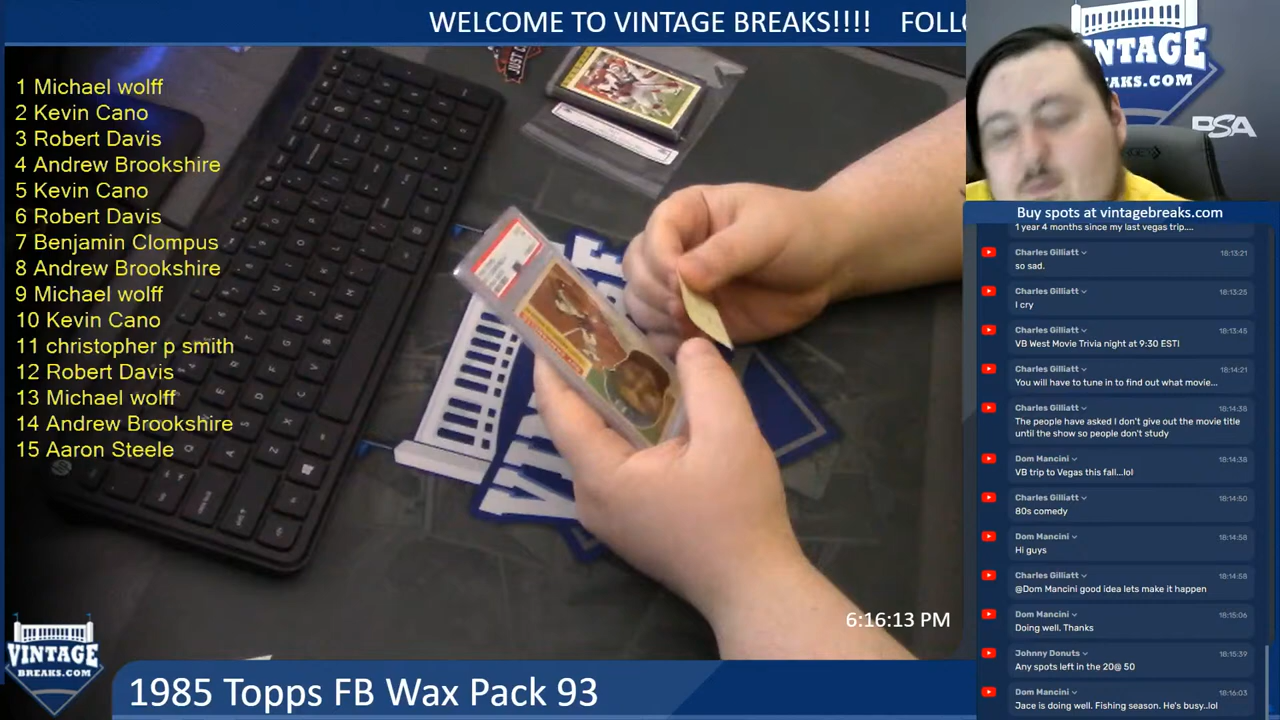 WELCOME TO VINTAGE BREAKS!!!! FOLLO
1 Michael wolff
2 Kevin Cano
3 Robert Davis
4 Andrew Brookshire
5 Kevin Cano
6 Robert Davis
7 Benjamin Clompus
8 Andrew Brookshire
9 Michael wolff
10 Kevin Cano
11 christopher p smith
12 Robert Davis
13 Michael wolff
14 Andrew Brookshire
15 Aaron Steele
VINTAGE
BREAKS.COM
PSA
Buy spots at vintagebreaks.com
1 year 4 months since my last vegas trip....
Charles Gilliatt 18:13:21
so sad.
Charles Gilliatt 18:13:25
I cry
Charles Gilliatt 18:13:45
VB West Movie Trivia night at 9:30 EST!
Charles Gilliatt 18:14:21
You will have to tune in to find out what movie...
Charles Gilliatt 18:14:38
The people have asked I don't give out the movie title
until the show so people don't study
Dom Mancini 18:14:38
VB trip to Vegas this fall...lol
Charles Gilliatt 18:14:50
80s comedy
Dom Mancini 18:14:58
Hi guys
Charles Gilliatt 18:14:58
@Dom Mancini good idea lets make it happen
Dom Mancini 18:15:06
Doing well. Thanks
Johnny Donuts 18:15:39
Any spots left in the 20@ 50
Dom Mancini 18:16:03
Jace is doing well. Fishing season. He's busy..lol
6:16:13 PM
VINTAGE
BREAKS.COM
1985 Topps FB Wax Pack 93